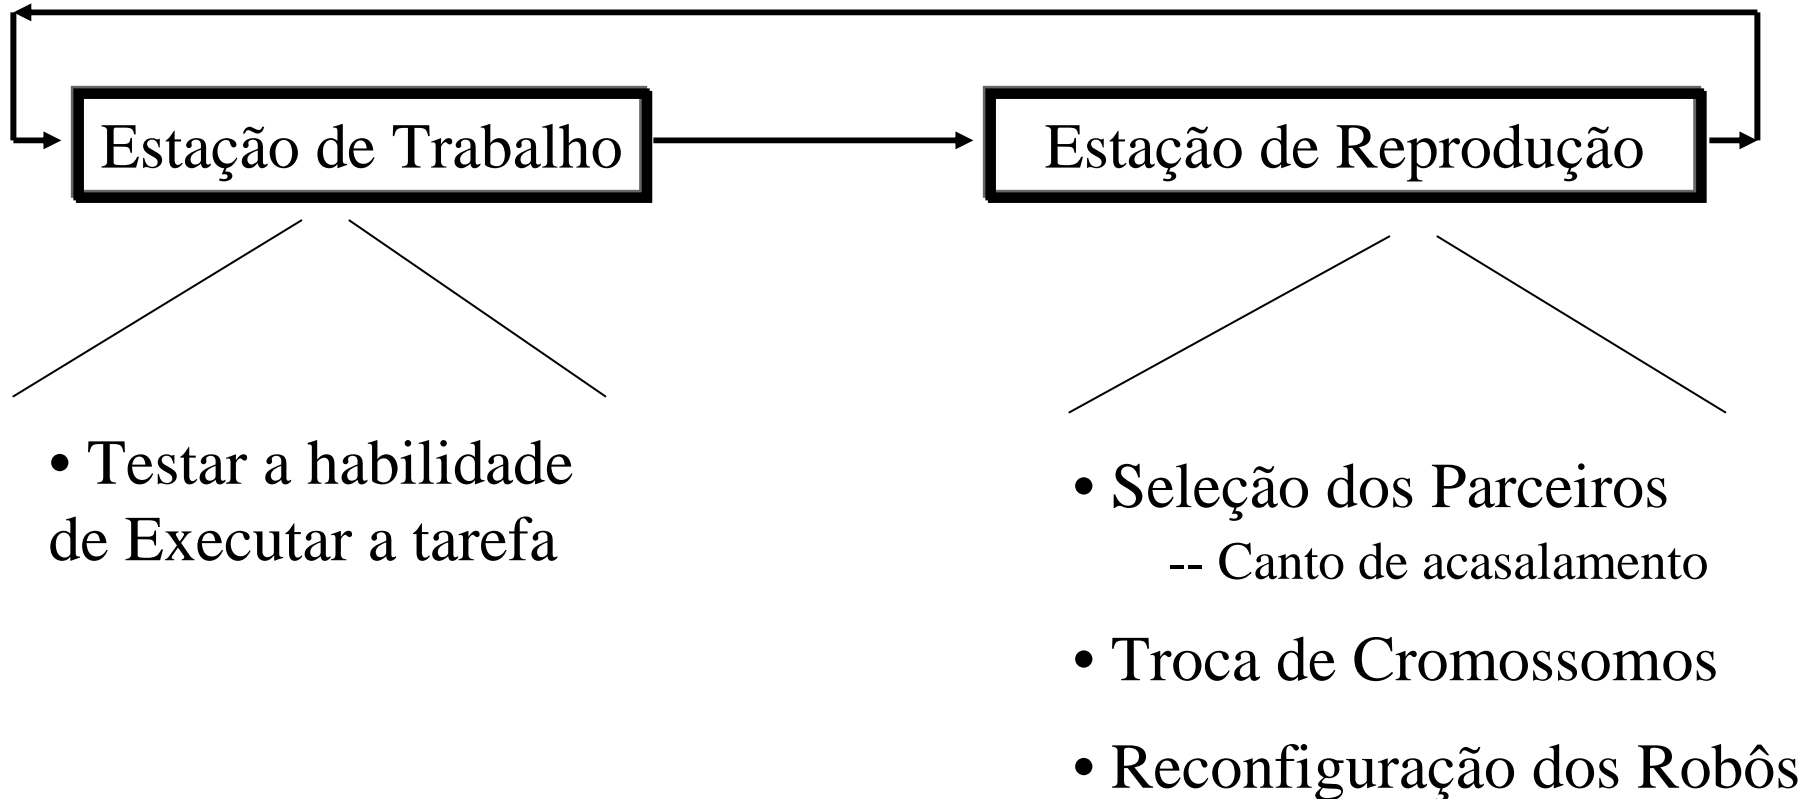 Estação de Trabalho
Estação de Reprodução
• Testar a habilidade
de Executar a tarefa
• Seleção dos Parceiros
-- Canto de acasalamento
• Troca de Cromossomos
• Reconfiguração dos Robôs